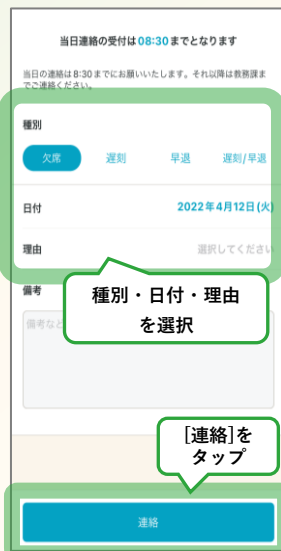 当日連絡の受付は08:30までとなります
当日の連絡は8:30までにお願いいたします。それ以降は教務課ま
でご連絡ください。
種別
欠席 遅刻 早退 遅刻/早退
日付 2022年4月12日(火)
理由 選択してください
種別・日付・理由
を選択
備考
備考など
[連絡]を
タップ
連絡